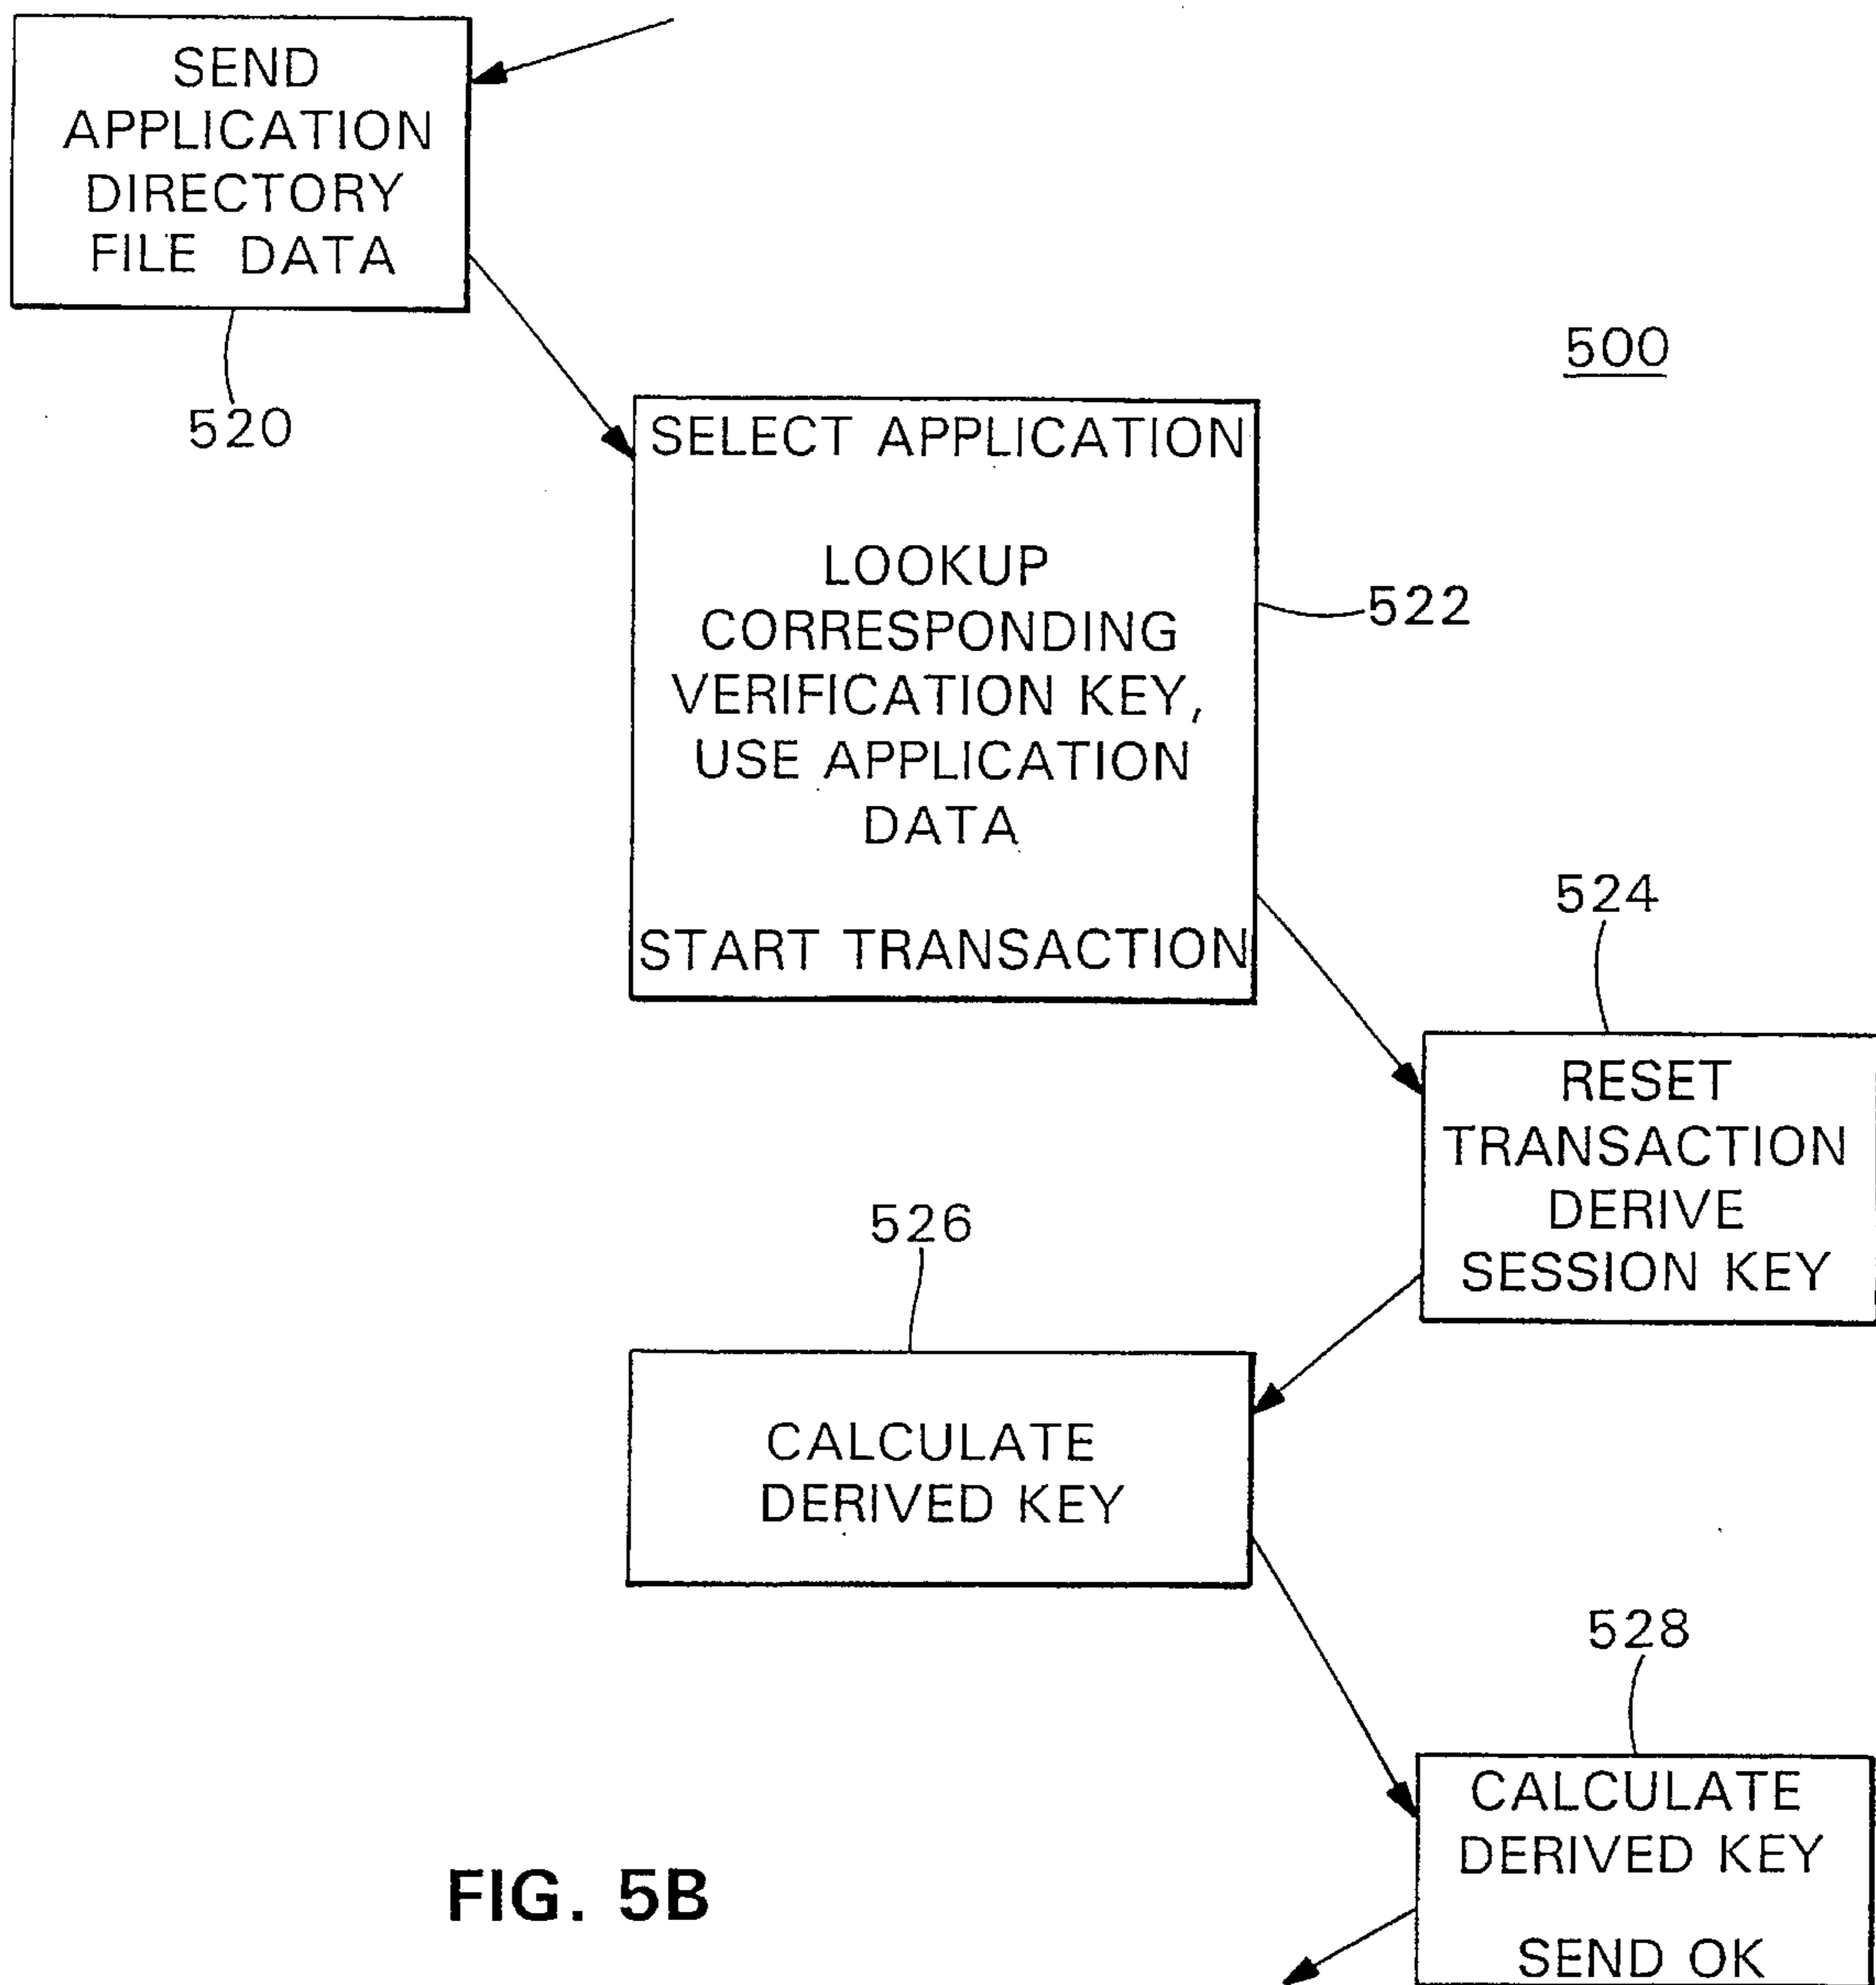 SEND
APPLICATION
DIRECTORY
FILE DATA
520
500
SELECT APPLICATION
LOOKUP
CORRESPONDING
VERIFICATION KEY,
USE APPLICATION
DATA
START TRANSACTION
522
524
RESET
TRANSACTION
DERIVE
SESSION KEY
526
CALCULATE
DERIVED KEY
528
CALCULATE
DERIVED KEY
SEND OK
FIG. 5B